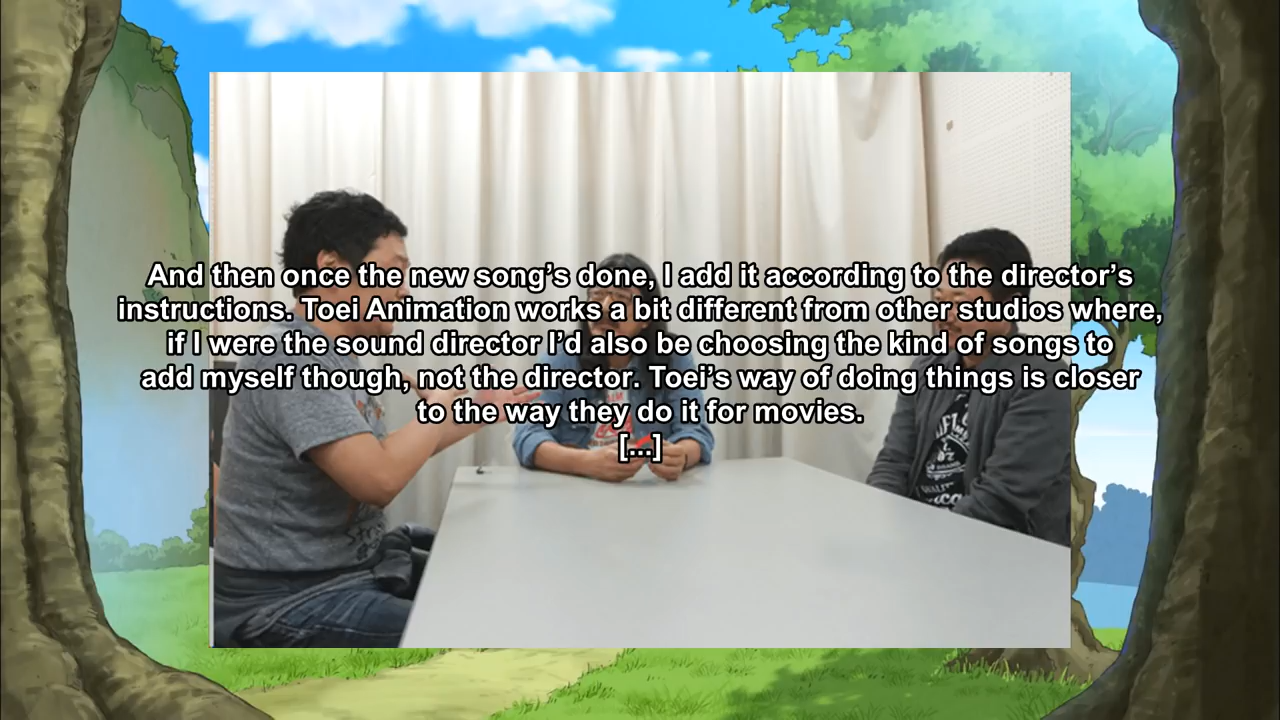 And then once the new song's done, I add it according to the director's
instructions. Toei Animation works a bit different from other studios where,
if I were the sound director I'd also be choosing the kind of songs to
add myself though, not the director. Toei's way of doing things is closer
to the way they do it for movies.
[...]